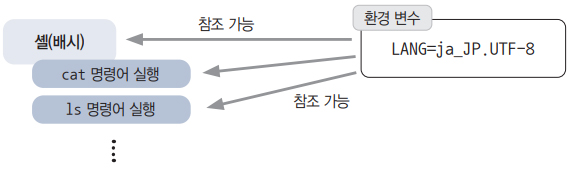 환경 변수
LANG=ja_JP.UTF-8
참조 가능
셸(배시)
cat 명령어 실행
ls 명령어 실행
참조 가능